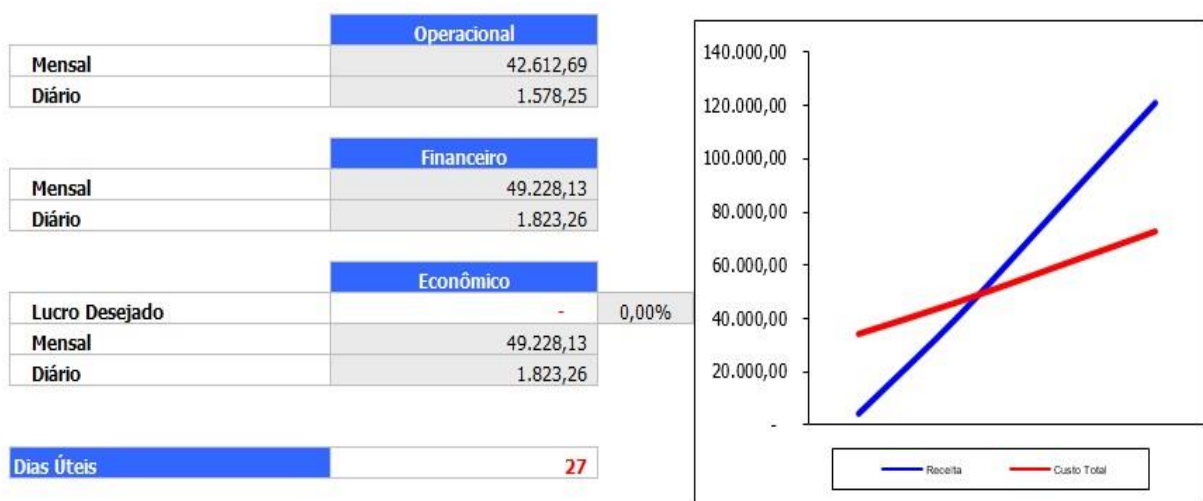 Operacional
Mensal 42.612,69
Diário 1.578,25
Financeiro
Mensal 49.228,13
Diário 1.823,26
Econômico
Lucro Desejado - 0,00%
Mensal 49.228,13
Diário 1.823,26
Dias Úteis 27
140.000,00
120.000,00
100.000,00
80.000,00
60.000,00
40.000,00
20.000,00
-
Receita Custo Total